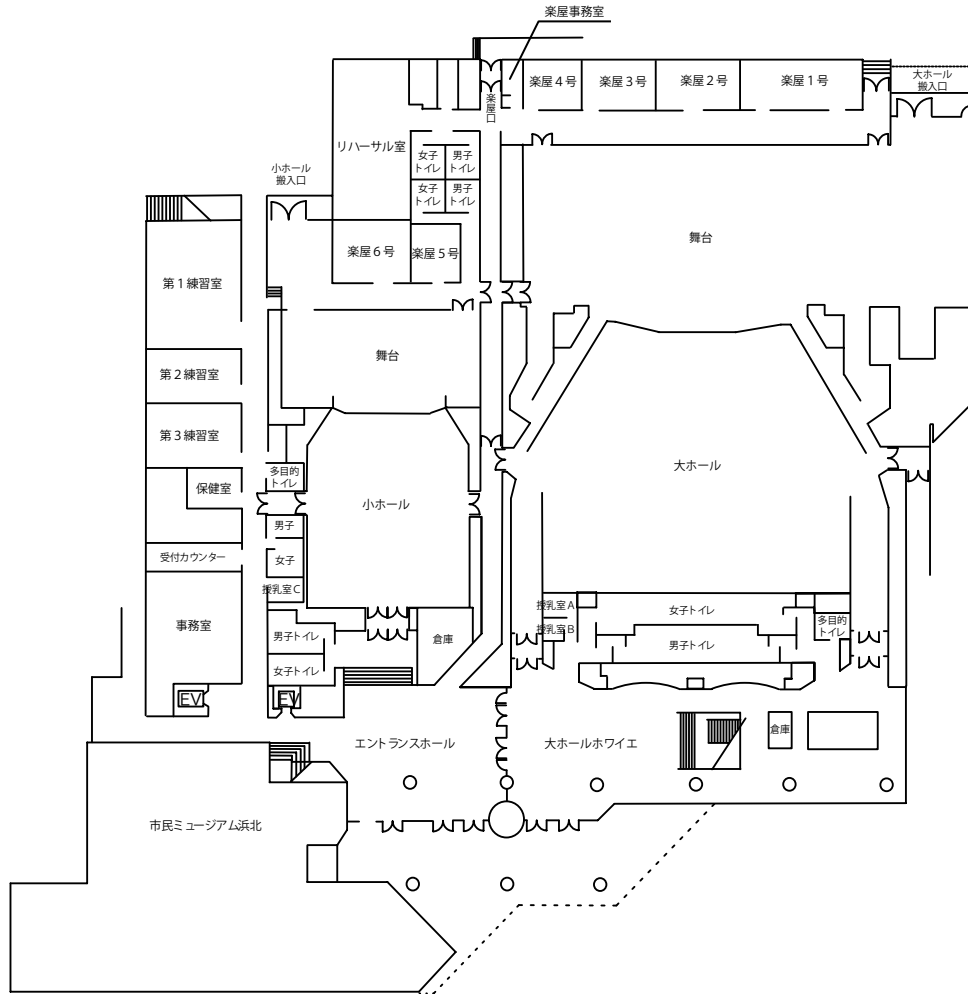 楽屋事務室
楽屋4号
楽屋3号
楽屋2号
楽屋1号
大ホール
搬入口
楽屋口
リハーサル室
女子
トイレ
男子
トイレ
女子
トイレ
男子
トイレ
小ホール
搬入口
楽屋6号
楽屋5号
舞台
第1練習室
舞台
第2練習室
第3練習室
保健室
多目的
トイレ
小ホール
大ホール
男子
受付カウンター
女子
授乳室C
授乳室A
授乳室B
女子トイレ
男子トイレ
多目的
トイレ
事務室
男子トイレ
女子トイレ
倉庫
EV
EV
エントランスホール
大ホールホワイエ
倉庫
市民ミュージアム浜北